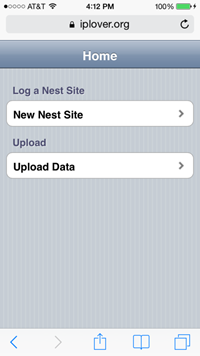 AT&T 4:12 PM 100%
iplover.org
Home
Log a Nest Site
New Nest Site
Upload
Upload Data